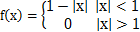 f(x) = { 1 − |x| |x| < 1
0 |x| > 1